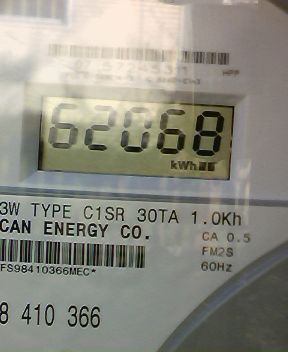 62068
kWh
3W TYPE C1SR 30TA 1.0Kh
CAN ENERGY CO.
CA 0.5
FM2S
60Hz
FS98410366MEC*
8 410 366